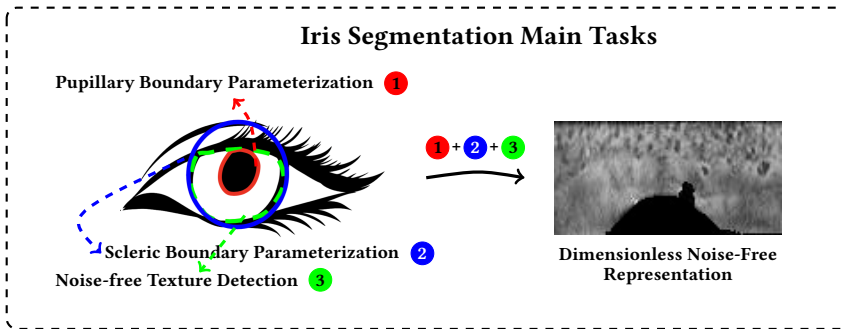 Iris Segmentation Main Tasks
Pupillary Boundary Parameterization 1
1 + 2 + 3
Scleric Boundary Parameterization 2
Noise-free Texture Detection 3
Dimensionless Noise-Free
Representation